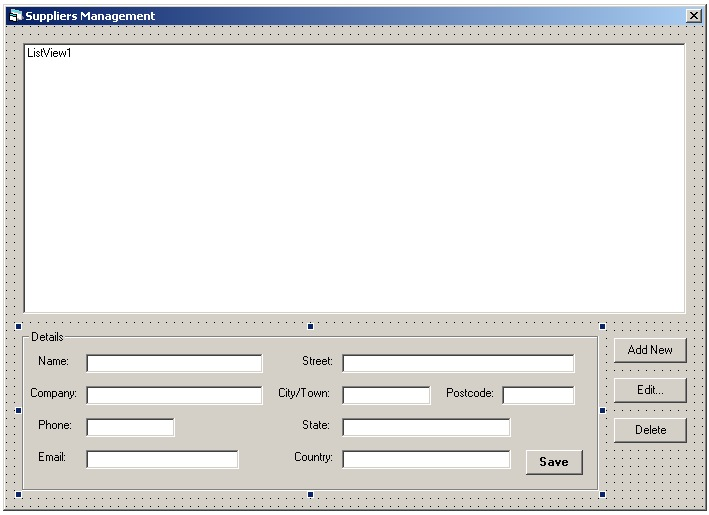 Suppliers Management
ListView1
Details
Name: Street: Add New
Company: City/Town: Postcode: Edit...
Phone: State: Delete
Email: Country: Save